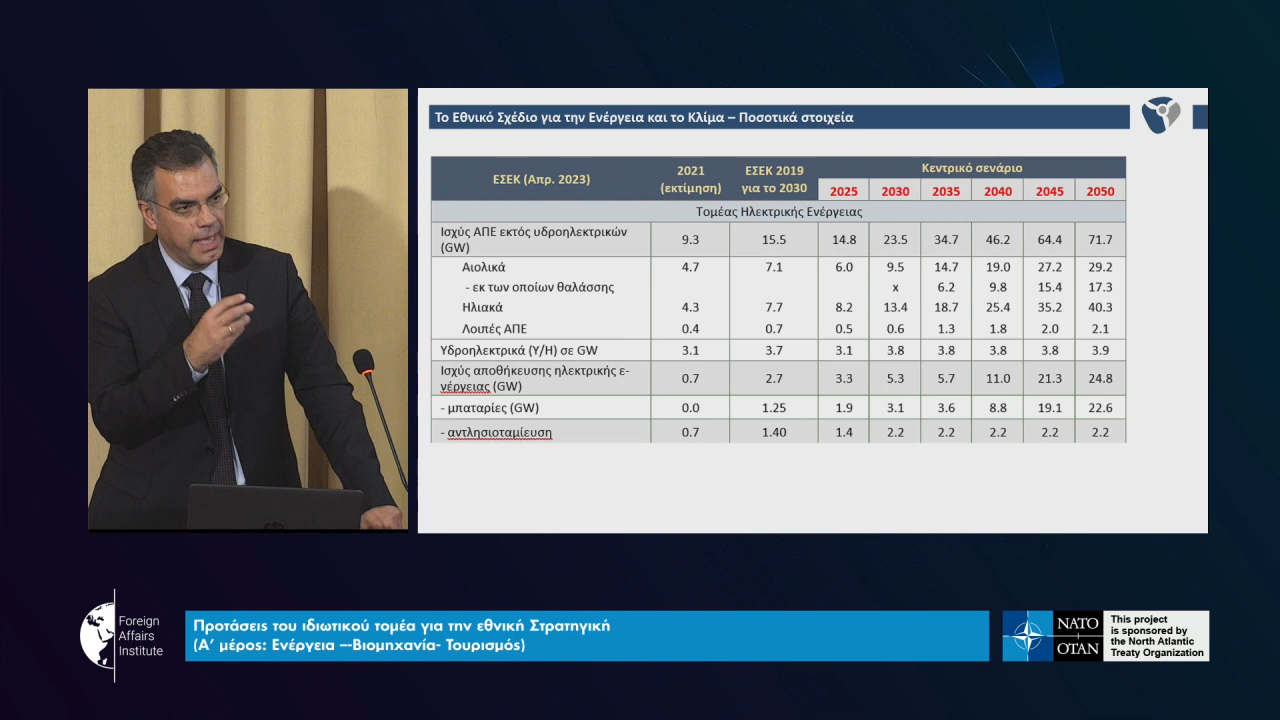 Το Εθνικό Σχέδιο για την Ενέργεια και το Κλίμα – Ποσοτικά στοιχεία
ΕΣΕΚ (Απρ. 2023) 2021 (εκτίμηση) ΕΣΕΚ 2019 για το 2030 Κεντρικό σενάριο
2025 2030 2035 2040 2045 2050
Τομέας Ηλεκτρικής Ενέργειας
Ισχύς ΑΠΕ εκτός υδροηλεκτρικών
(GW) 9.3 15.5 14.8 23.5 34.7 46.2 64.4 71.7
Αιολικά 4.7 7.1 6.0 9.5 14.7 19.0 27.2 29.2
- εκ των οποίων θαλάσσης x 6.2 9.8 15.4 17.3
Ηλιακά 4.3 7.7 8.2 13.4 18.7 25.4 35.2 40.3
Λοιπές ΑΠΕ 0.4 0.7 0.5 0.6 1.3 1.8 2.0 2.1
Υδροηλεκτρικά (Υ/Η) σε GW 3.1 3.7 3.1 3.8 3.8 3.8 3.8 3.9
Ισχύς αποθήκευσης ηλεκτρικής ε-
νέργειας (GW) 0.7 2.7 3.3 5.3 5.7 11.0 21.3 24.8
- μπαταρίες (GW) 0.0 1.25 1.9 3.1 3.6 8.8 19.1 22.6
- αντλησιοταμίευση 0.7 1.40 1.4 2.2 2.2 2.2 2.2 2.2
Foreign
Affairs
Institute
Προτάσεις του ιδιωτικού τομέα για την εθνική Στρατηγική
(Α' μέρος: Ενέργεια –-Βιομηχανία- Τουρισμός)
NATO
OTAN
This project
is sponsored by
the North Atlantic
Treaty Organization